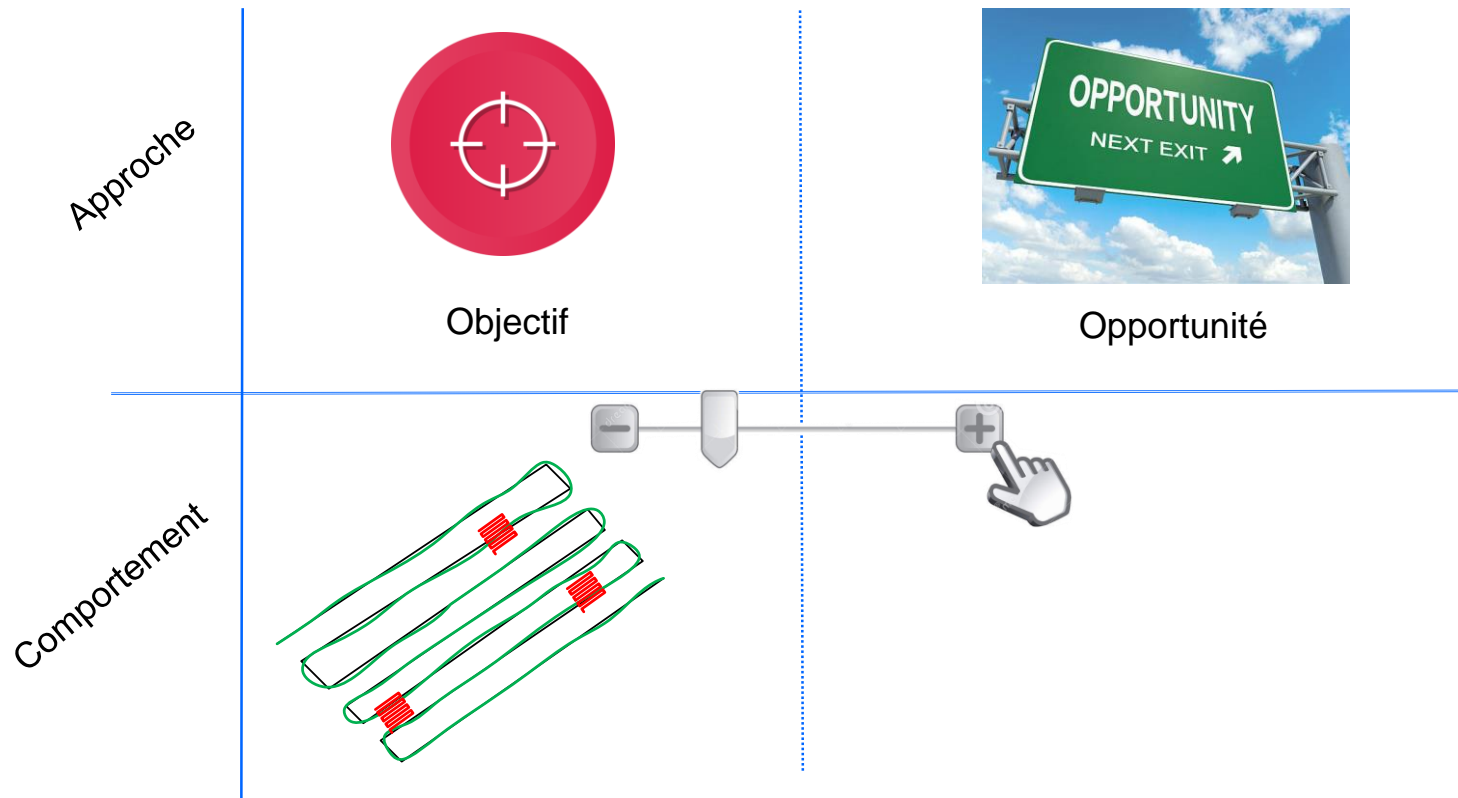 Approche
OPPORTUNITY
NEXT EXIT
Objectif
Opportunité
Comportement